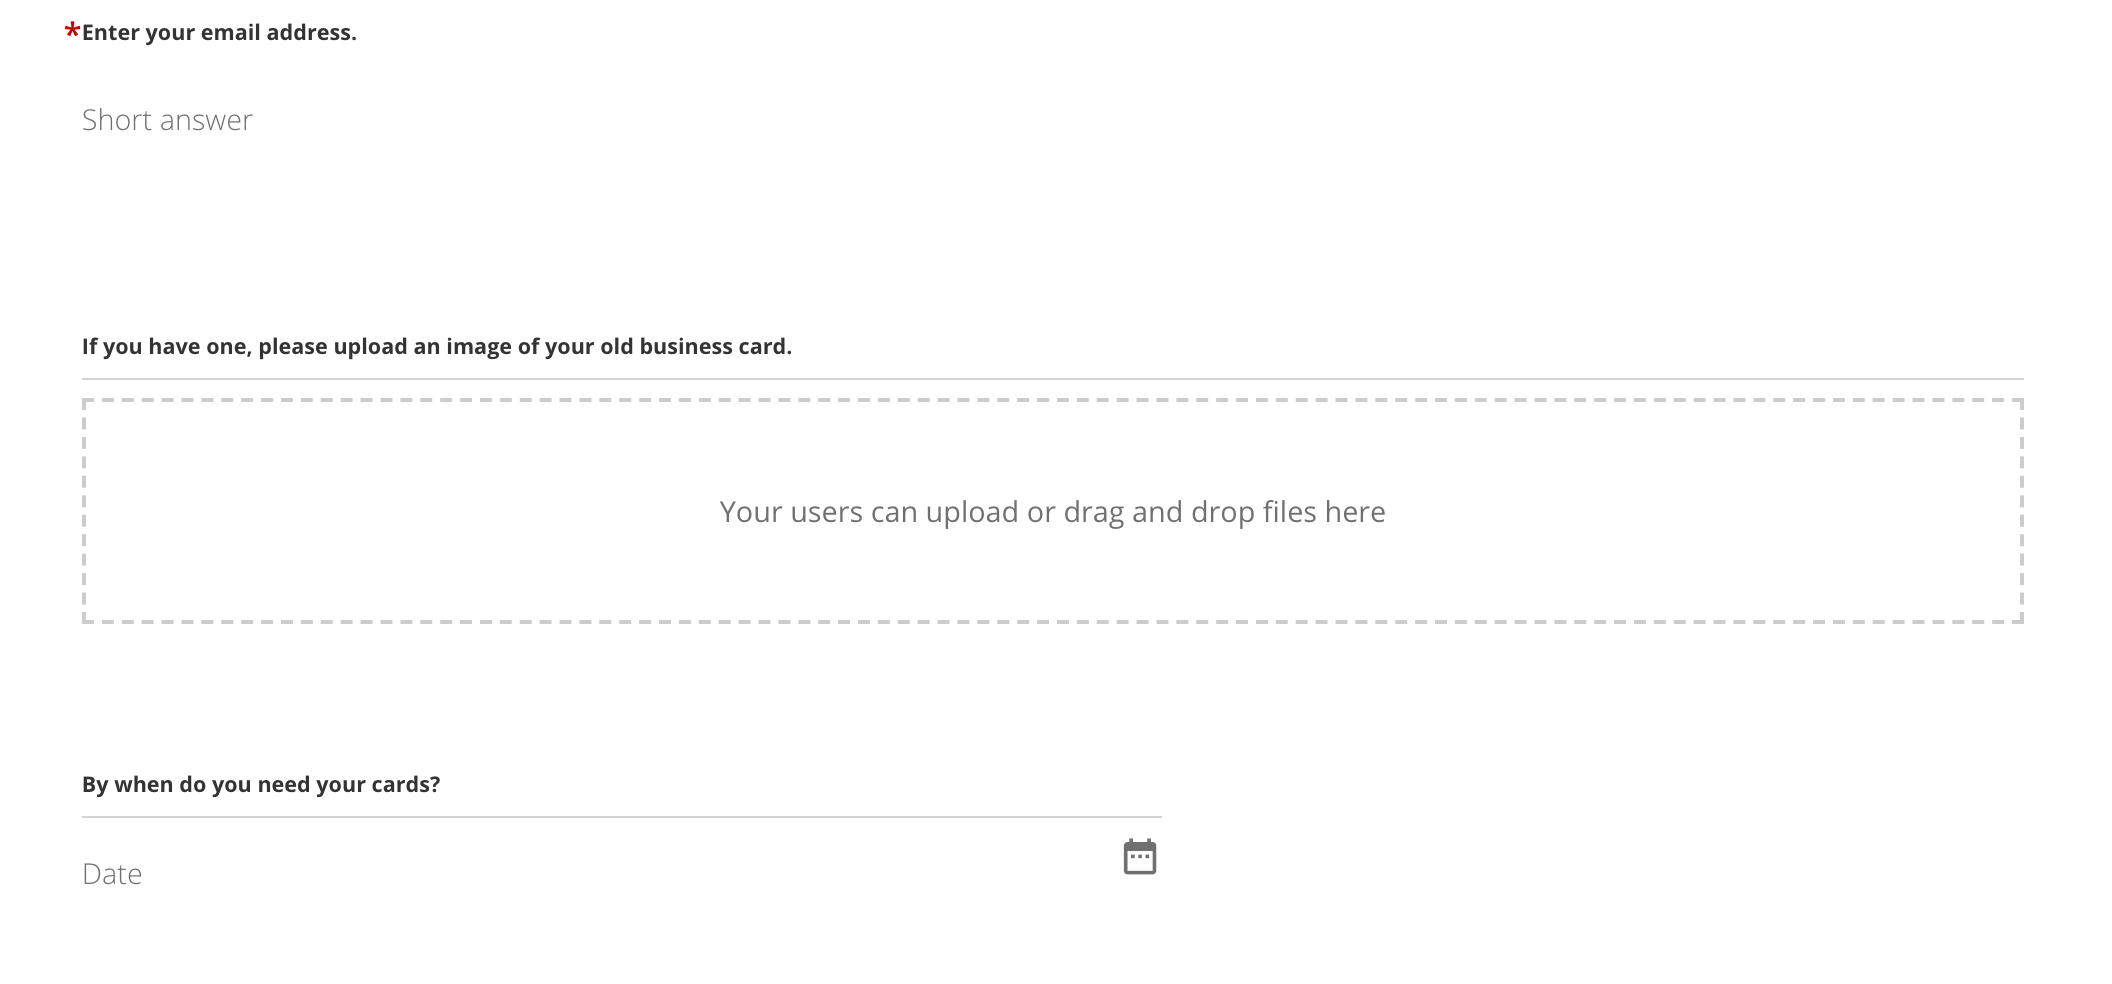 *Enter your email address.
Short answer
If you have one, please upload an image of your old business card.
Your users can upload or drag and drop files here
By when do you need your cards?
Date